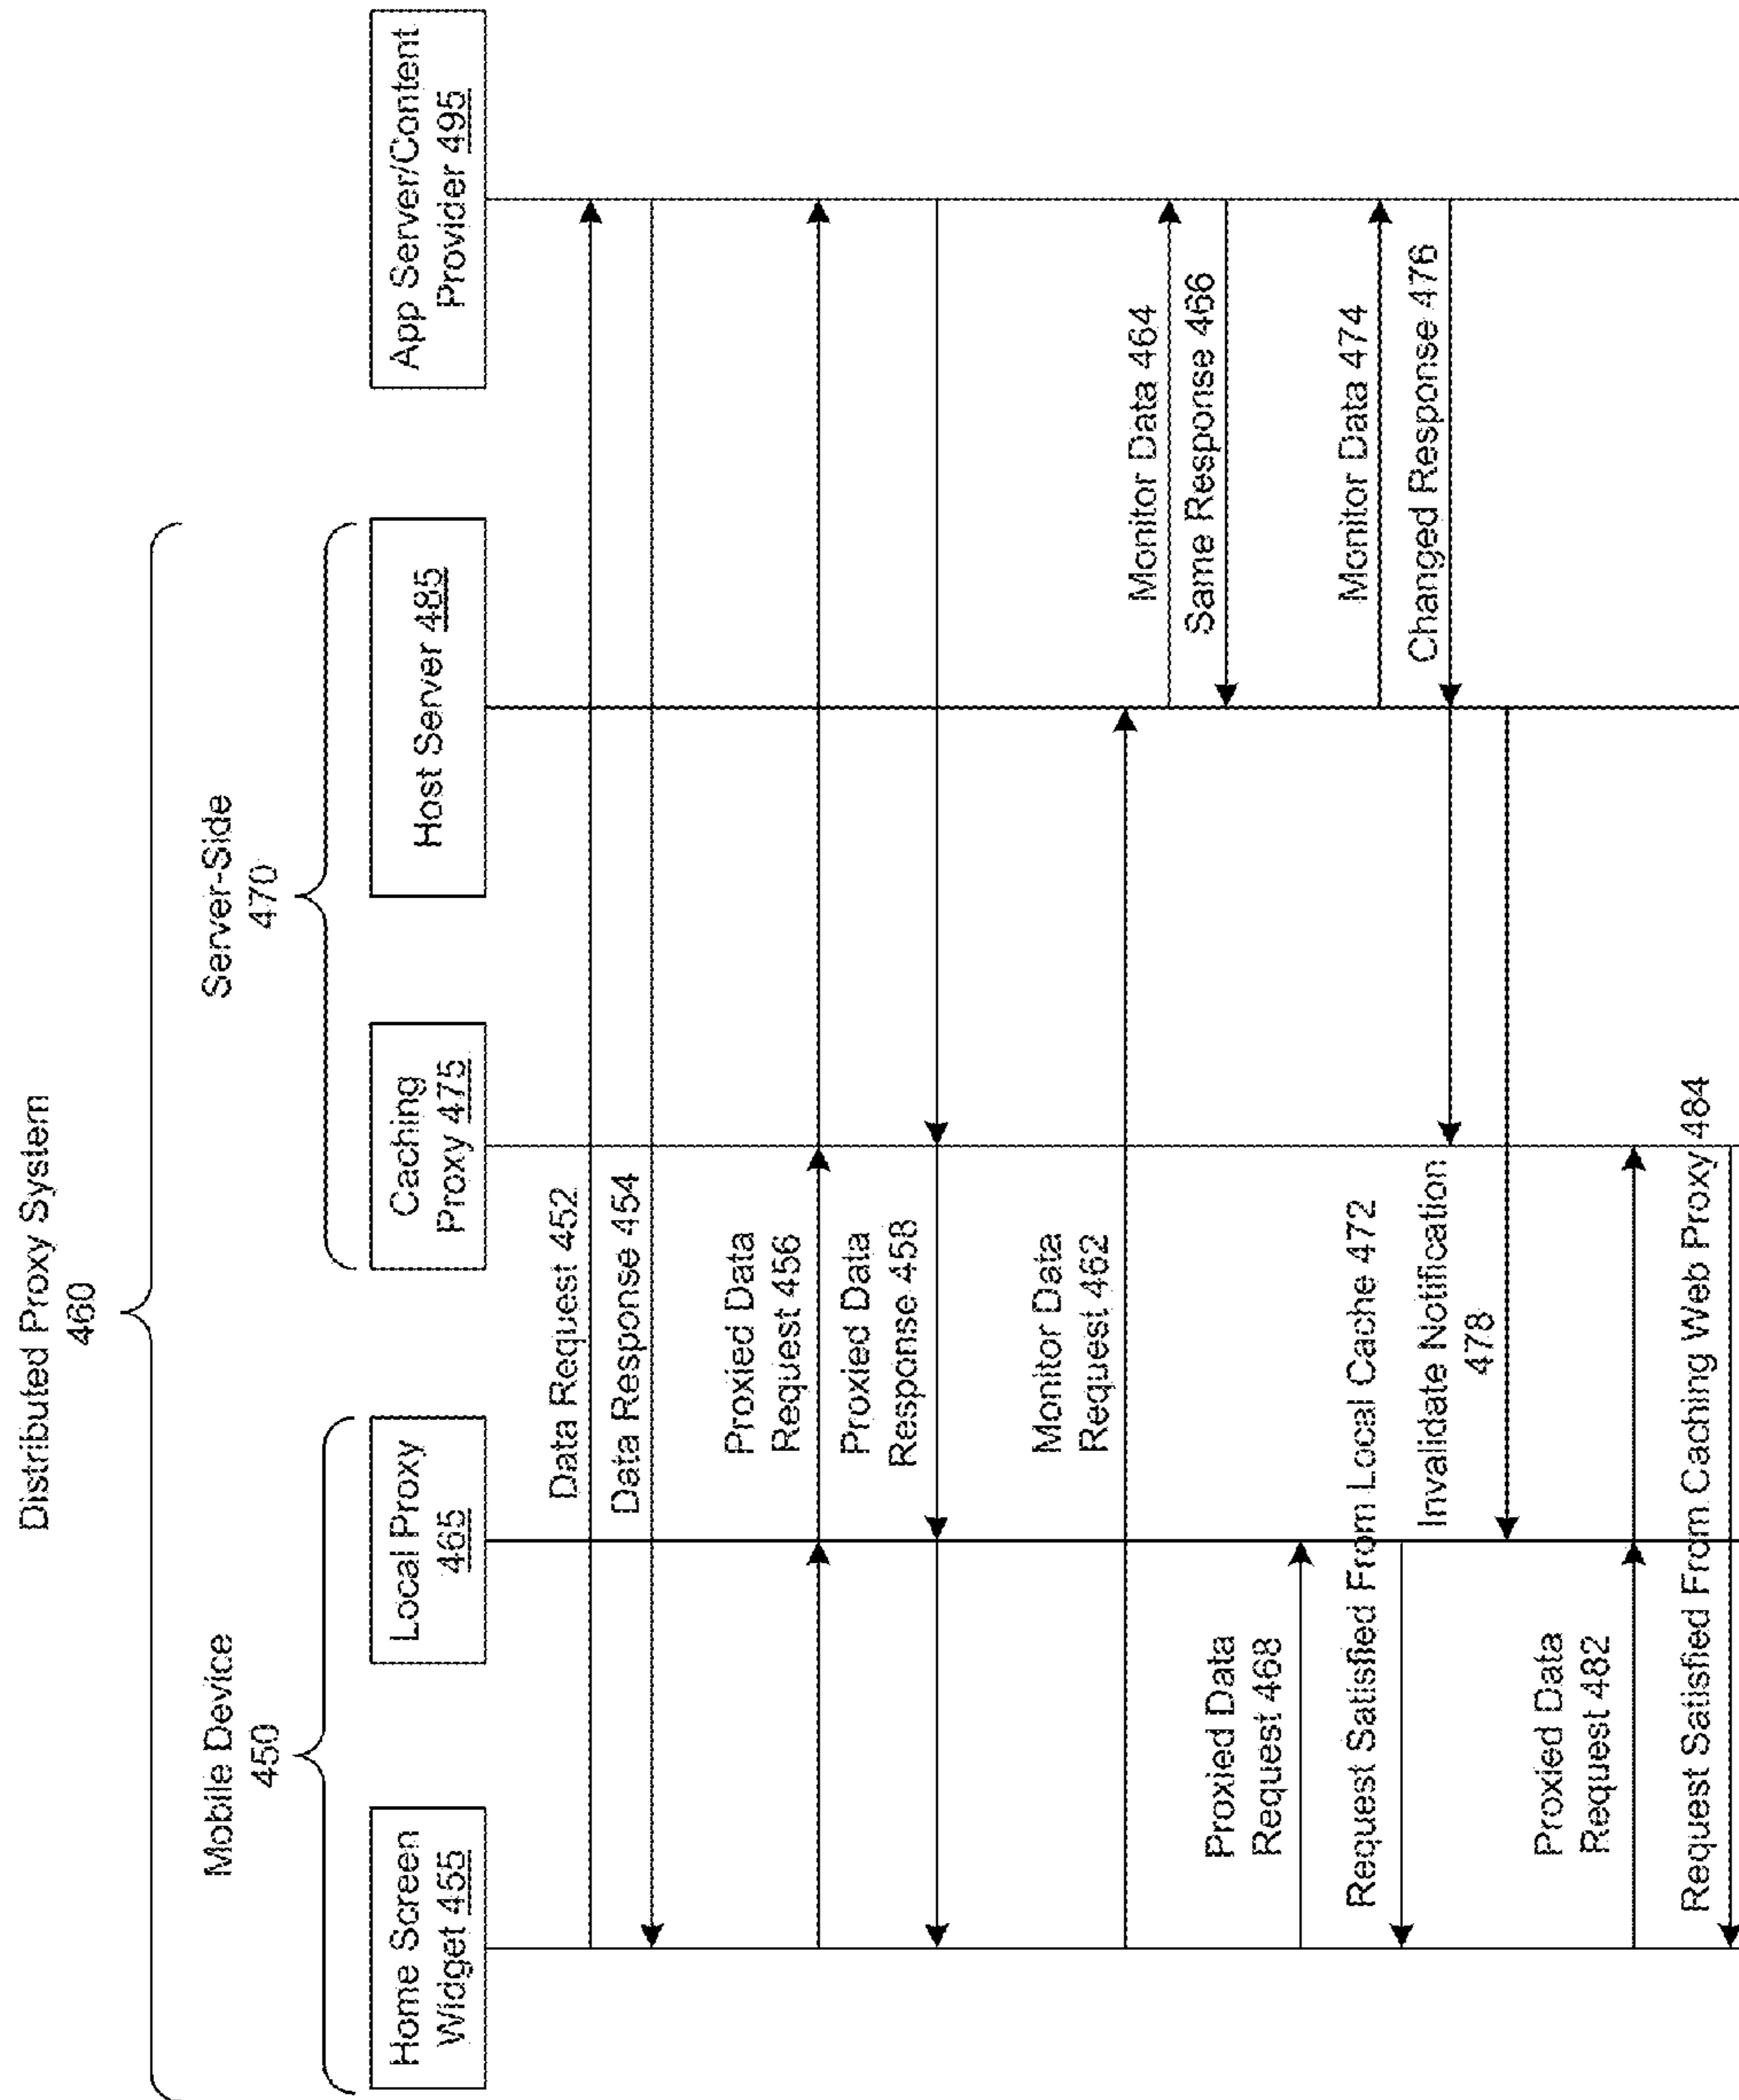 Distributed Proxy System
460
Mobile Device
450
Server-Side
470
Home Screen
Widget 455
Local Proxy
465
Caching
Proxy 475
Host Server 485
App Server/Content
Provider 495
Data Request 452
Data Response 454
Proxied Data
Request 456
Proxied Data
Response 458
Monitor Data
Request 462
Monitor Data 464
Same Response 466
Proxied Data
Request 468
Request Satisfied From Local Cache 472
Monitor Data 474
Changed Response 476
Invalidate Notification
478
Proxied Data
Request 482
Request Satisfied From Caching Web Proxy 484